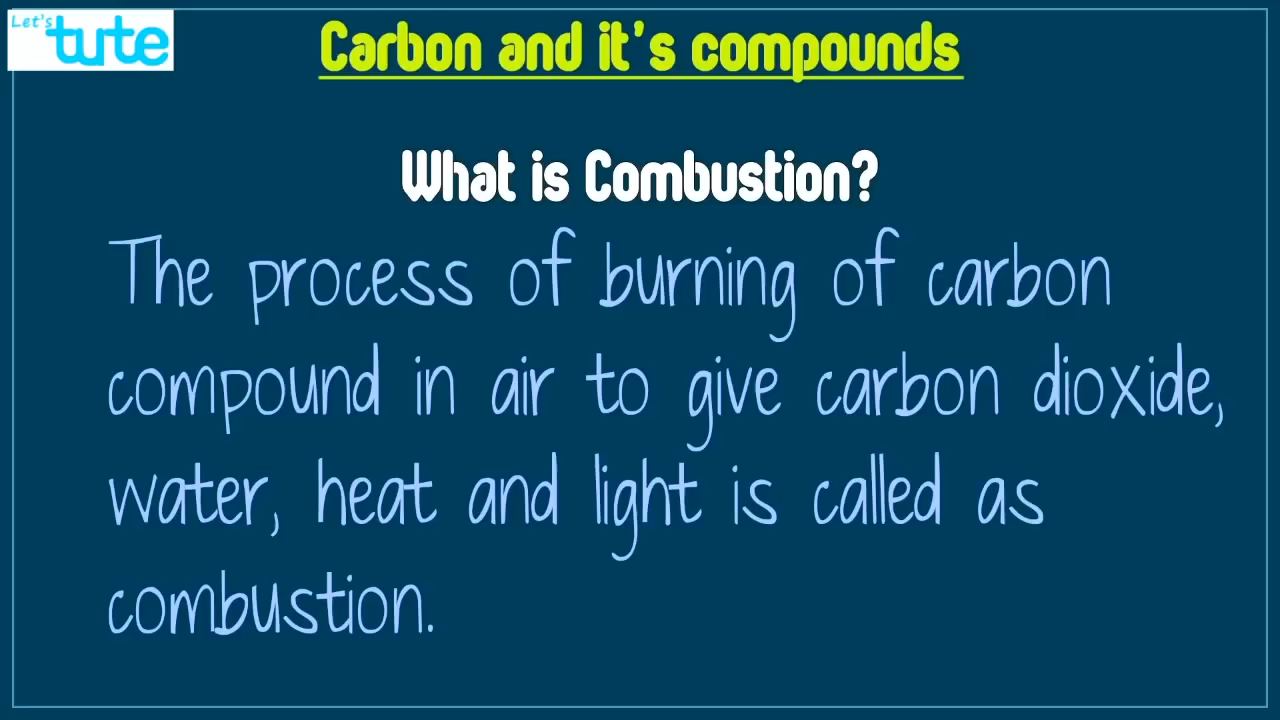 Let's
tute
Carbon and it's compounds
What is Combustion?
The process of burning of carbon
compound in air to give carbon dioxide,
water, heat and light is called as
combustion.